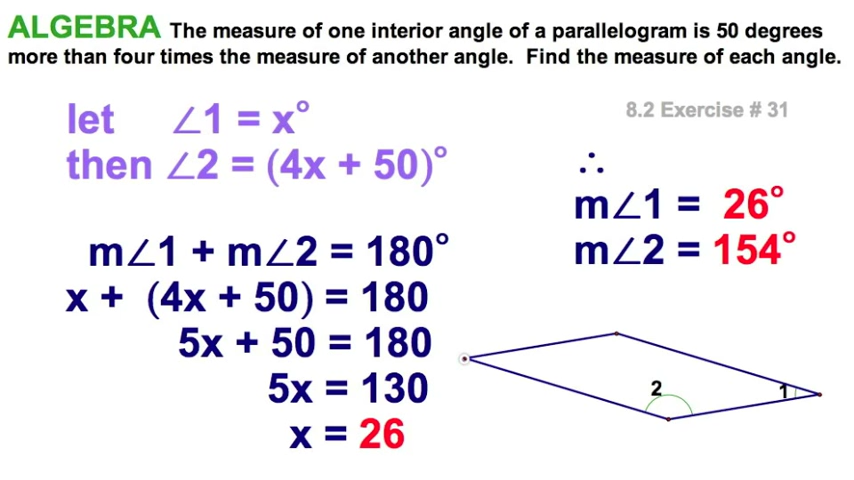 ALGEBRA The measure of one interior angle of a parallelogram is 50 degrees
more than four times the measure of another angle. Find the measure of each angle.
8.2 Exercise # 31
let ∠1 = x°
then ∠2 = (4x + 50)°
m∠1 + m∠2 = 180°
x + (4x + 50) = 180
5x + 50 = 180
5x = 130
x = 26
∴
m∠1 = 26°
m∠2 = 154°
2
1